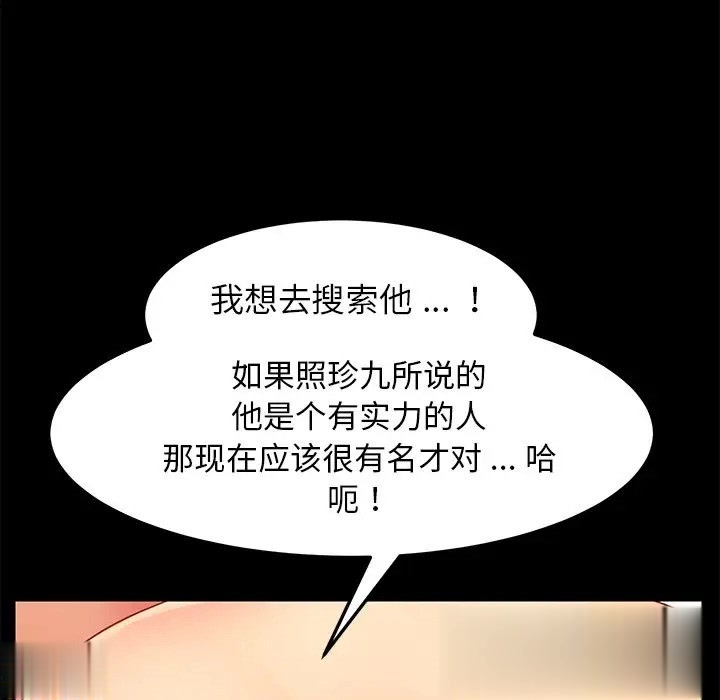 我想去搜索他 ... ！
如果照珍九所说的
他是个有实力的人
那现在应该很有名才对 ... 哈
呃！